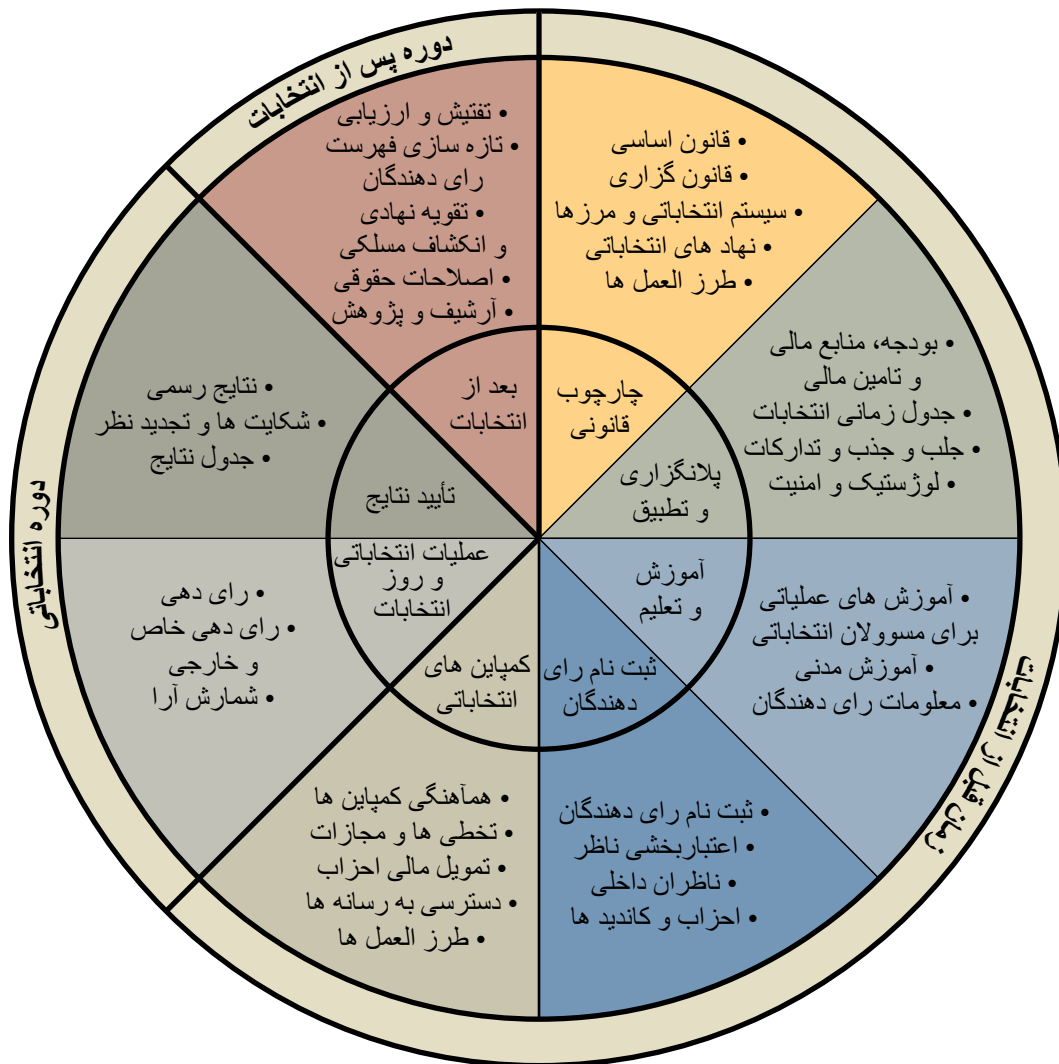 دوره پس از انتخابات
زمان قبل از انتخابات
دوره انتخاباتی
• قانون اساسی
• قانون گزاری
• سیستم انتخاباتی و مرزها
• نهاد های انتخاباتی
• طرز العمل ها
چارچوب
قانونی
• بودجه، منابع مالی
و تامین مالی
• جدول زمانی انتخابات
• جلب و جذب و تدارکات
• لوژستیک و امنیت
پلانگزاری
و تطبیق
• آموزش های عملیاتی
برای مسوولان انتخاباتی
• آموزش مدنی
• معلومات رای دهندگان
آموزش
و تعلیم
• ثبت نام رای دهندگان
• اعتباربخشی ناظر
• ناظران داخلی
• احزاب و کاندید ها
ثبت نام رای
دهندگان
• همآهنگی کمپاین ها
• تخطی ها و مجازات
• تمویل مالی احزاب
• دسترسی به رسانه ها
• طرز العمل ها
کمپاین های
انتخاباتی
• رای دهی
• رای دهی خاص
و خارجی
• شمارش آرا
عملیات انتخاباتی
و روز
انتخابات
• نتایج رسمی
• شکایت ها و تجدید نظر
• جدول نتایج
تأیید نتایج
• تفتیش و ارزیابی
• تازه سازی فهرست
رای دهندگان
• تقویه نهادی
و انکشاف مسلکی
• اصلاحات حقوقی
• آرشیف و پژوهش
بعد از
انتخابات